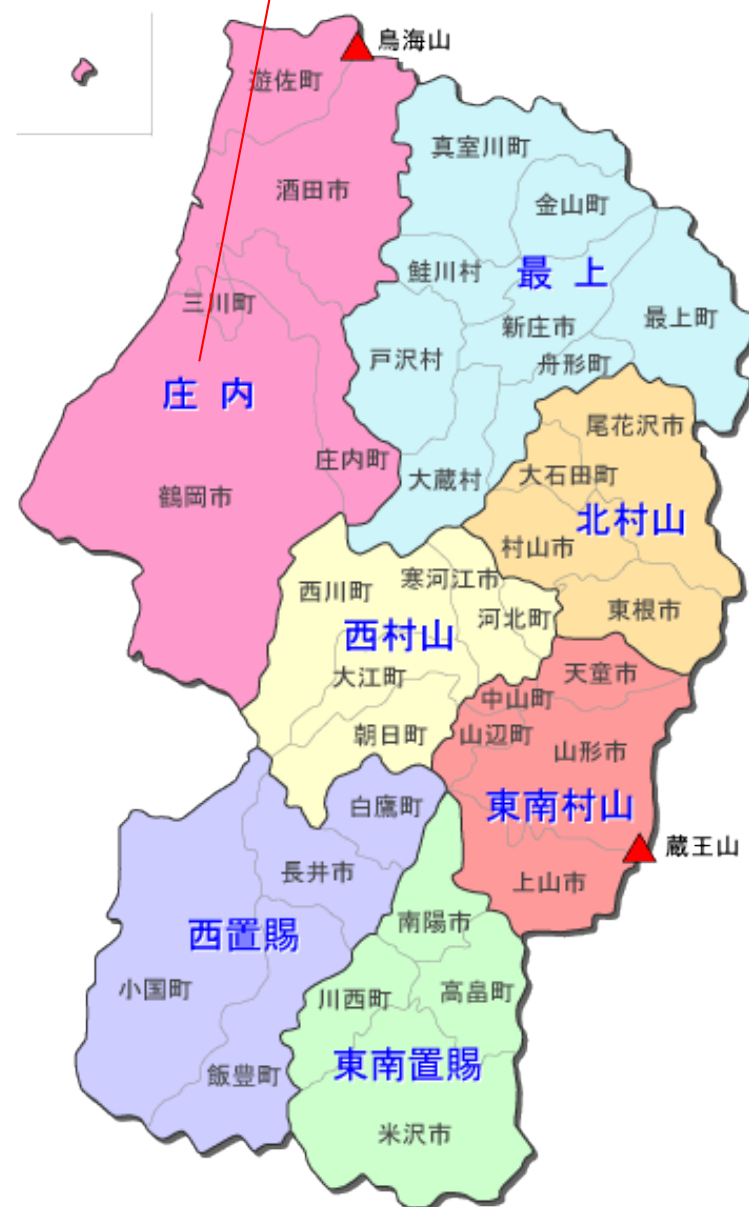 鳥海山
遊佐町
真室川町
酒田市
金山町
鮭川村
最上
三川町
最上町
新庄市
戸沢村
舟形町
庄内
尾花沢市
庄内町
大蔵村
大石田町
鶴岡市
北村山
村山市
西川町
寒河江市
河北町
東根市
西村山
天童市
大江町
中山町
朝日町
山辺町
山形市
白鷹町
東南村山
蔵王山
長井市
上山市
南陽市
西置賜
小国町
川西町
高畠町
東南置賜
飯豊町
米沢市